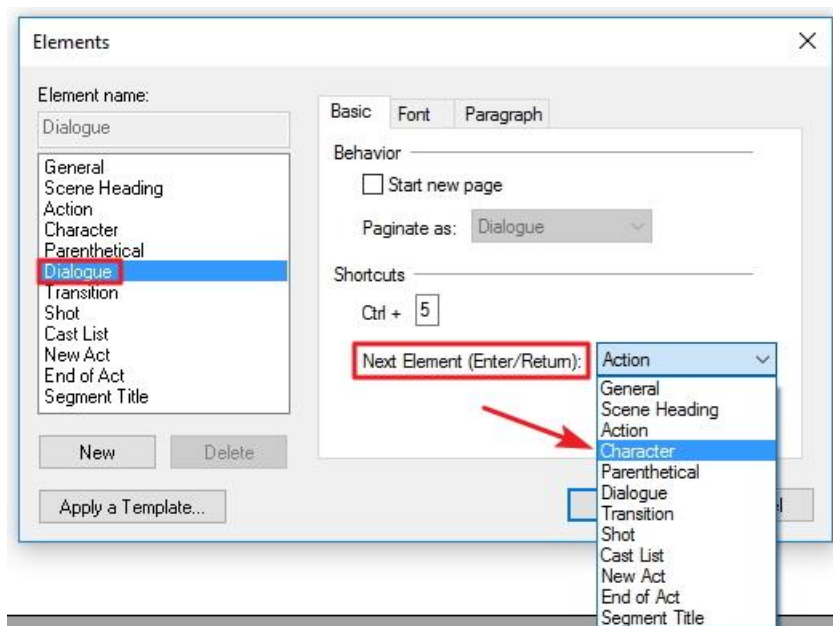 Elements
Element name:
Dialogue
General
Scene Heading
Action
Character
Parenthetical
Dialogue
Transition
Shot
Cast List
New Act
End of Act
Segment Title
New
Delete
Apply a Template...
Basic
Font
Paragraph
Behavior
Start new page
Paginate as:
Dialogue
Shortcuts
Ctrl +
5
Next Element (Enter/Return):
Action
General
Scene Heading
Action
Character
Parenthetical
Dialogue
Transition
Shot
Cast List
New Act
End of Act
Segment Title